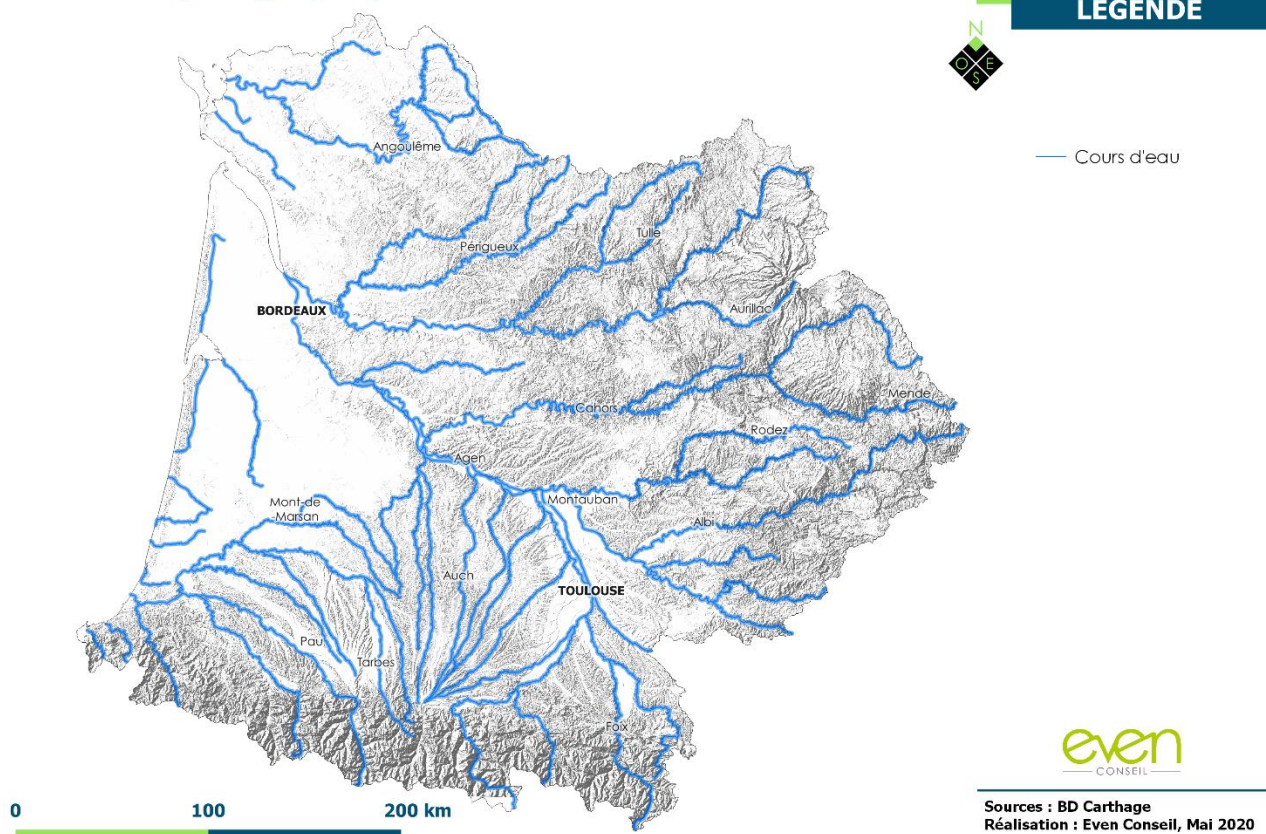 LEGENDE
N
O E
S
Cours d'eau
Angoulême
Périgueux
Tulle
BORDEAUX
Aurillac
Mende
Cahors
Rodez
Agen
Montauban
Mont-de
Marsan
Albi
Auch
TOULOUSE
Pau
Tarbes
Foix
even
CONSEIL
0 100 200 km
Sources : BD Carthage
Réalisation : Even Conseil, Mai 2020